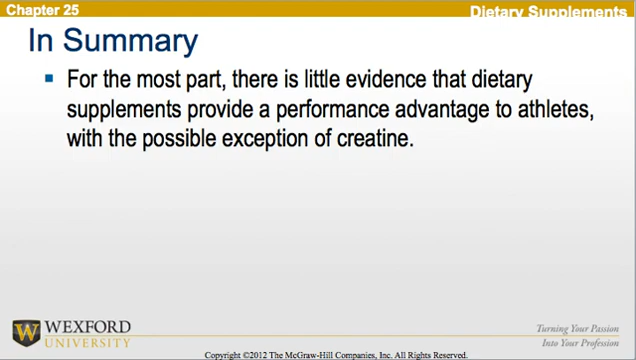 Chapter 25
Dietary Supplements
In Summary
For the most part, there is little evidence that dietary
supplements provide a performance advantage to athletes,
with the possible exception of creatine.
W WEXFORD
UNIVERSITY
Turning Your Passion
Into Your Profession
Copyright ©2012 The McGraw-Hill Companies, Inc. All Rights Reserved.